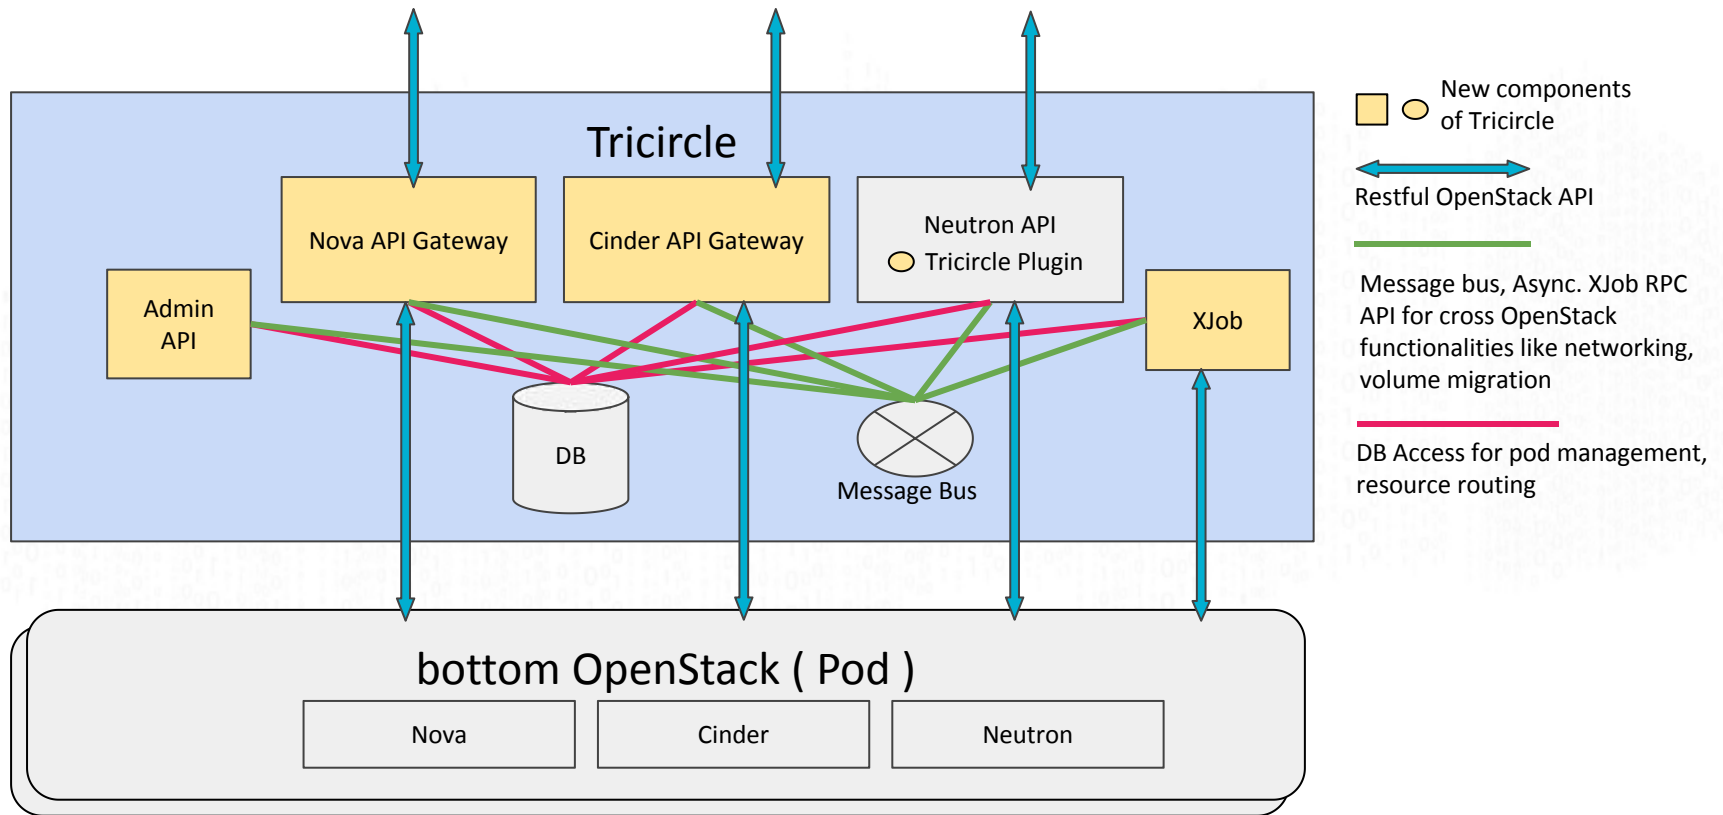 Tricircle
Nova API Gateway
Cinder API Gateway
Neutron API
Tricircle Plugin
Admin
API
XJob
DB
Message Bus
bottom OpenStack ( Pod )
Nova
Cinder
Neutron
New components
of Tricircle
Restful OpenStack API
Message bus, Async. XJob RPC
API for cross OpenStack
functionalities like networking,
volume migration
DB Access for pod management,
resource routing